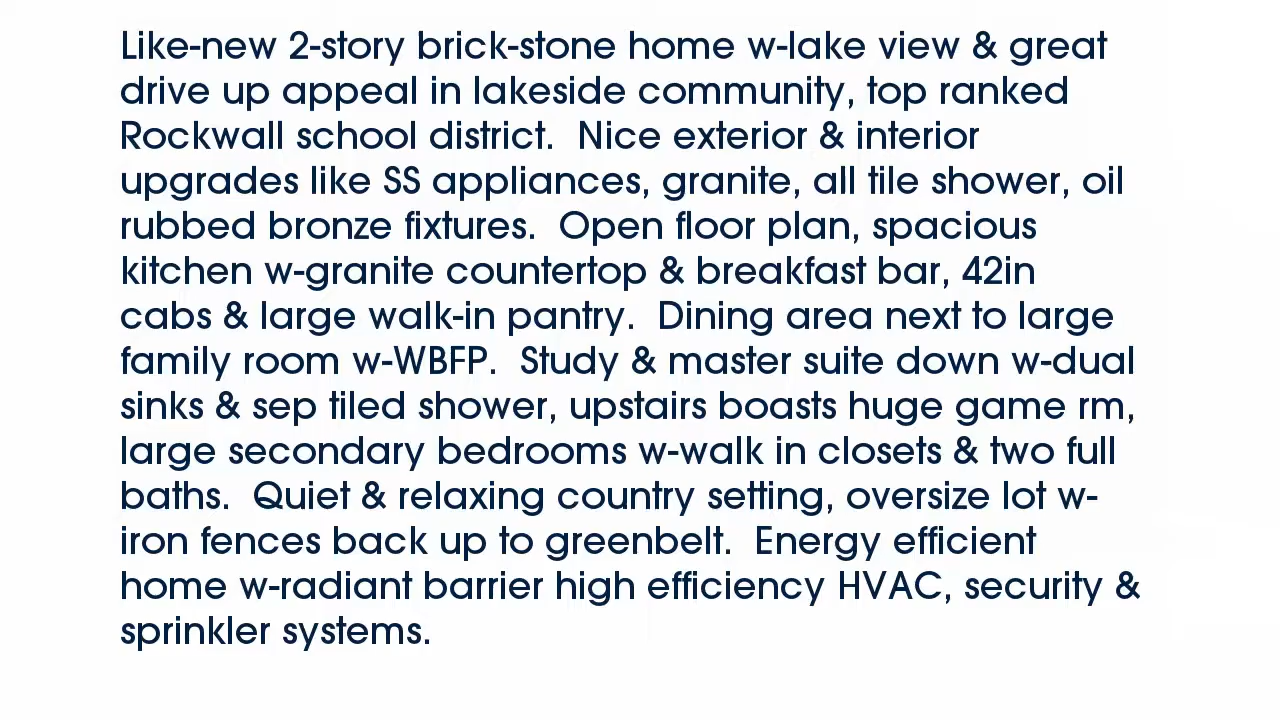 Like-new 2-story brick-stone home w-lake view & great
drive up appeal in lakeside community, top ranked
Rockwall school district.  Nice exterior & interior
upgrades like SS appliances, granite, all tile shower, oil
rubbed bronze fixtures.  Open floor plan, spacious
kitchen w-granite countertop & breakfast bar, 42in
cabs & large walk-in pantry.  Dining area next to large
family room w-WBFP.  Study & master suite down w-dual
sinks & sep tiled shower, upstairs boasts huge game rm,
large secondary bedrooms w-walk in closets & two full
baths.  Quiet & relaxing country setting, oversize lot w-
iron fences back up to greenbelt.  Energy efficient
home w-radiant barrier high efficiency HVAC, security &
sprinkler systems.